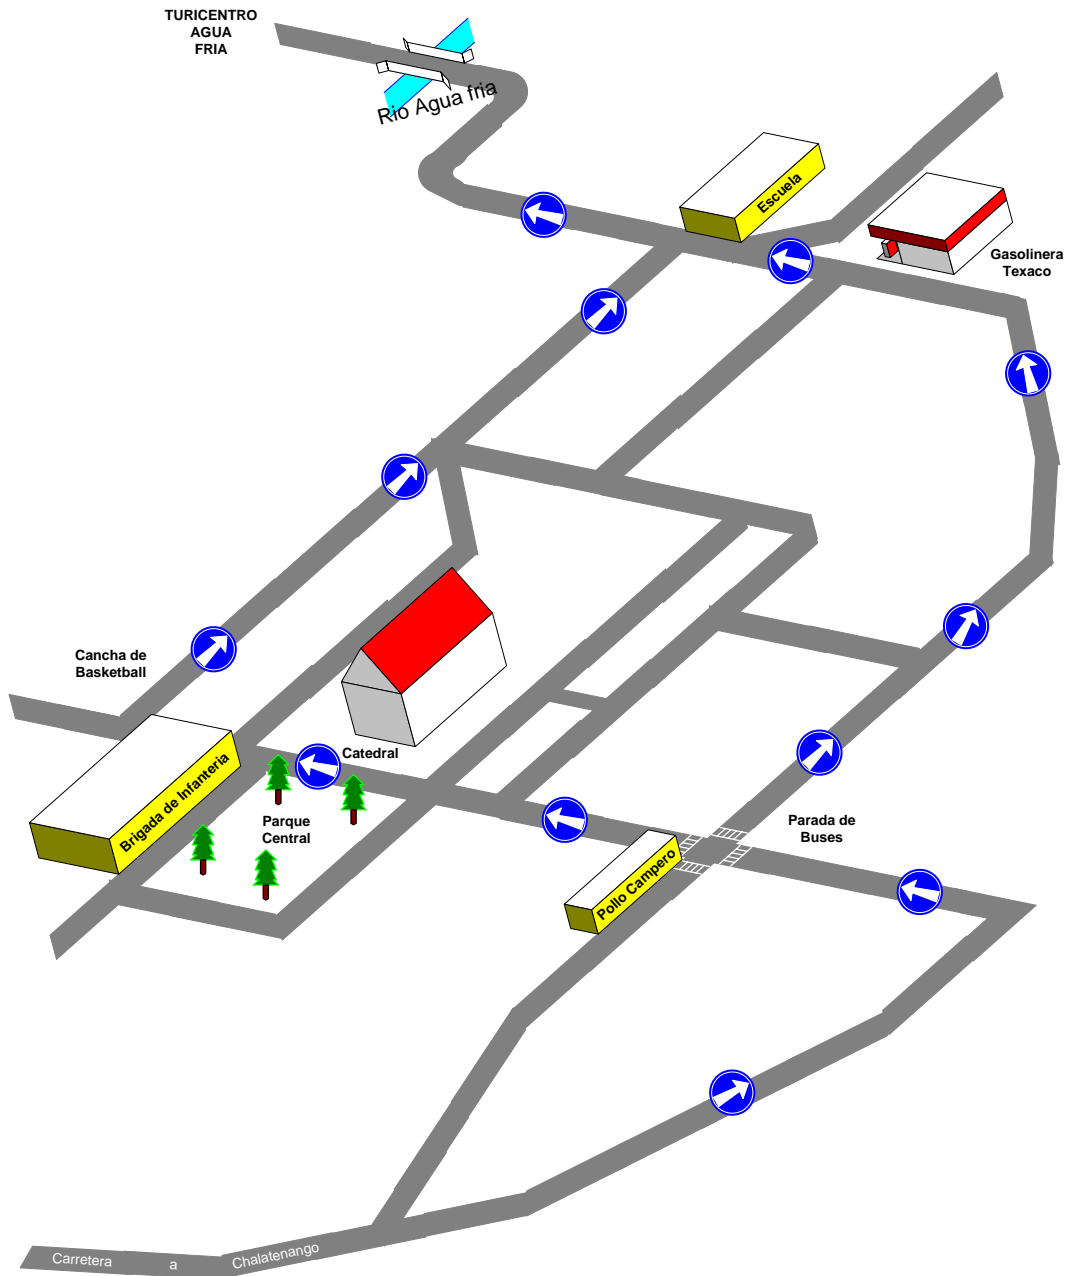 TURICENTRO
AGUA
FRIA
Rio Agua fria
Escuela
Gasolinera
Texaco
Cancha de
Basketball
Catedral
Brigada de Infanteria
Parque
Central
Parada de
Buses
Pollo Campero
Carretera a Chalatenango